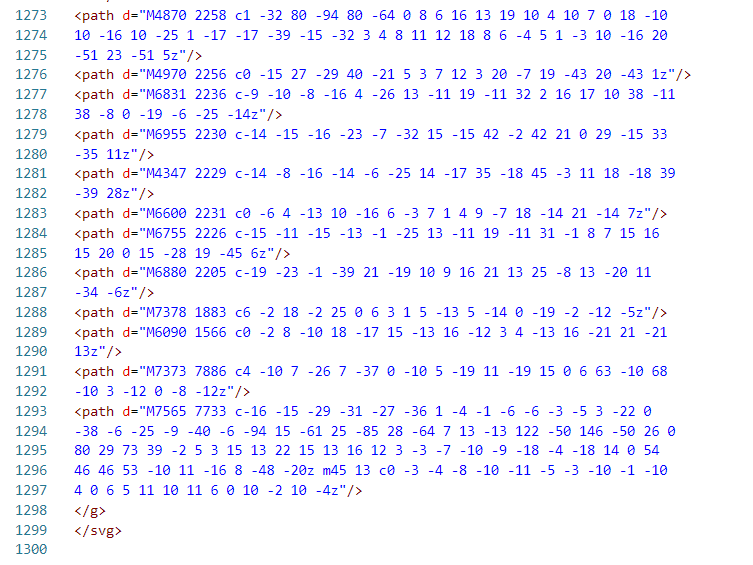 1273 <path d="M4870 2258 c1 -32 80 -94 80 -64 0 8 6 16 13 19 10 4 10 7 0 18 -10
1274 10 -16 10 -25 1 -17 -17 -39 -15 -32 3 4 8 11 12 18 8 6 -4 5 1 -3 10 -16 20
1275 -51 23 -51 5z"/>
1276 <path d="M4970 2256 c0 -15 27 -29 40 -21 5 3 7 12 3 20 -7 19 -43 20 -43 1z"/>
1277 <path d="M6831 2236 c-9 -10 -8 -16 4 -26 13 -11 19 -11 32 2 16 17 10 38 -11
1278 38 -8 0 -19 -6 -25 -14z"/>
1279 <path d="M6955 2230 c-14 -15 -16 -23 -7 -32 15 -15 42 -2 42 21 0 29 -15 33
1280 -35 11z"/>
1281 <path d="M4347 2229 c-14 -8 -16 -14 -6 -25 14 -17 35 -18 45 -3 11 18 -18 39
1282 -39 28z"/>
1283 <path d="M6600 2231 c0 -6 4 -13 10 -16 6 -3 7 1 4 9 -7 18 -14 21 -14 7z"/>
1284 <path d="M6755 2226 c-15 -11 -15 -13 -1 -25 13 -11 19 -11 31 -1 8 7 15 16
1285 15 20 0 15 -28 19 -45 6z"/>
1286 <path d="M6880 2205 c-19 -23 -1 -39 21 -19 10 9 16 21 13 25 -8 13 -20 11
1287 -34 -6z"/>
1288 <path d="M7378 1883 c6 -2 18 -2 25 0 6 3 1 5 -13 5 -14 0 -19 -2 -12 -5z"/>
1289 <path d="M6090 1566 c0 -2 8 -10 18 -17 15 -13 16 -12 3 4 -13 16 -21 21 -21
1290 13z"/>
1291 <path d="M7373 7886 c4 -10 7 -26 7 -37 0 -10 5 -19 11 -19 15 0 6 63 -10 68
1292 -10 3 -12 0 -8 -12z"/>
1293 <path d="M7565 7733 c-16 -15 -29 -31 -27 -36 1 -4 -1 -6 -6 -3 -5 3 -22 0
1294 -38 -6 -25 -9 -40 -6 -94 15 -61 25 -85 28 -64 7 13 -13 122 -50 146 -50 26 0
1295 80 29 73 39 -2 5 3 15 13 22 15 13 16 12 3 -3 -7 -10 -9 -18 -4 -18 14 0 54
1296 46 46 53 -10 11 -16 8 -48 -20z m45 13 c0 -3 -4 -8 -10 -11 -5 -3 -10 -1 -10
1297 4 0 6 5 11 10 11 6 0 10 -2 10 -4z"/>
1298 </g>
1299 </svg>
1300